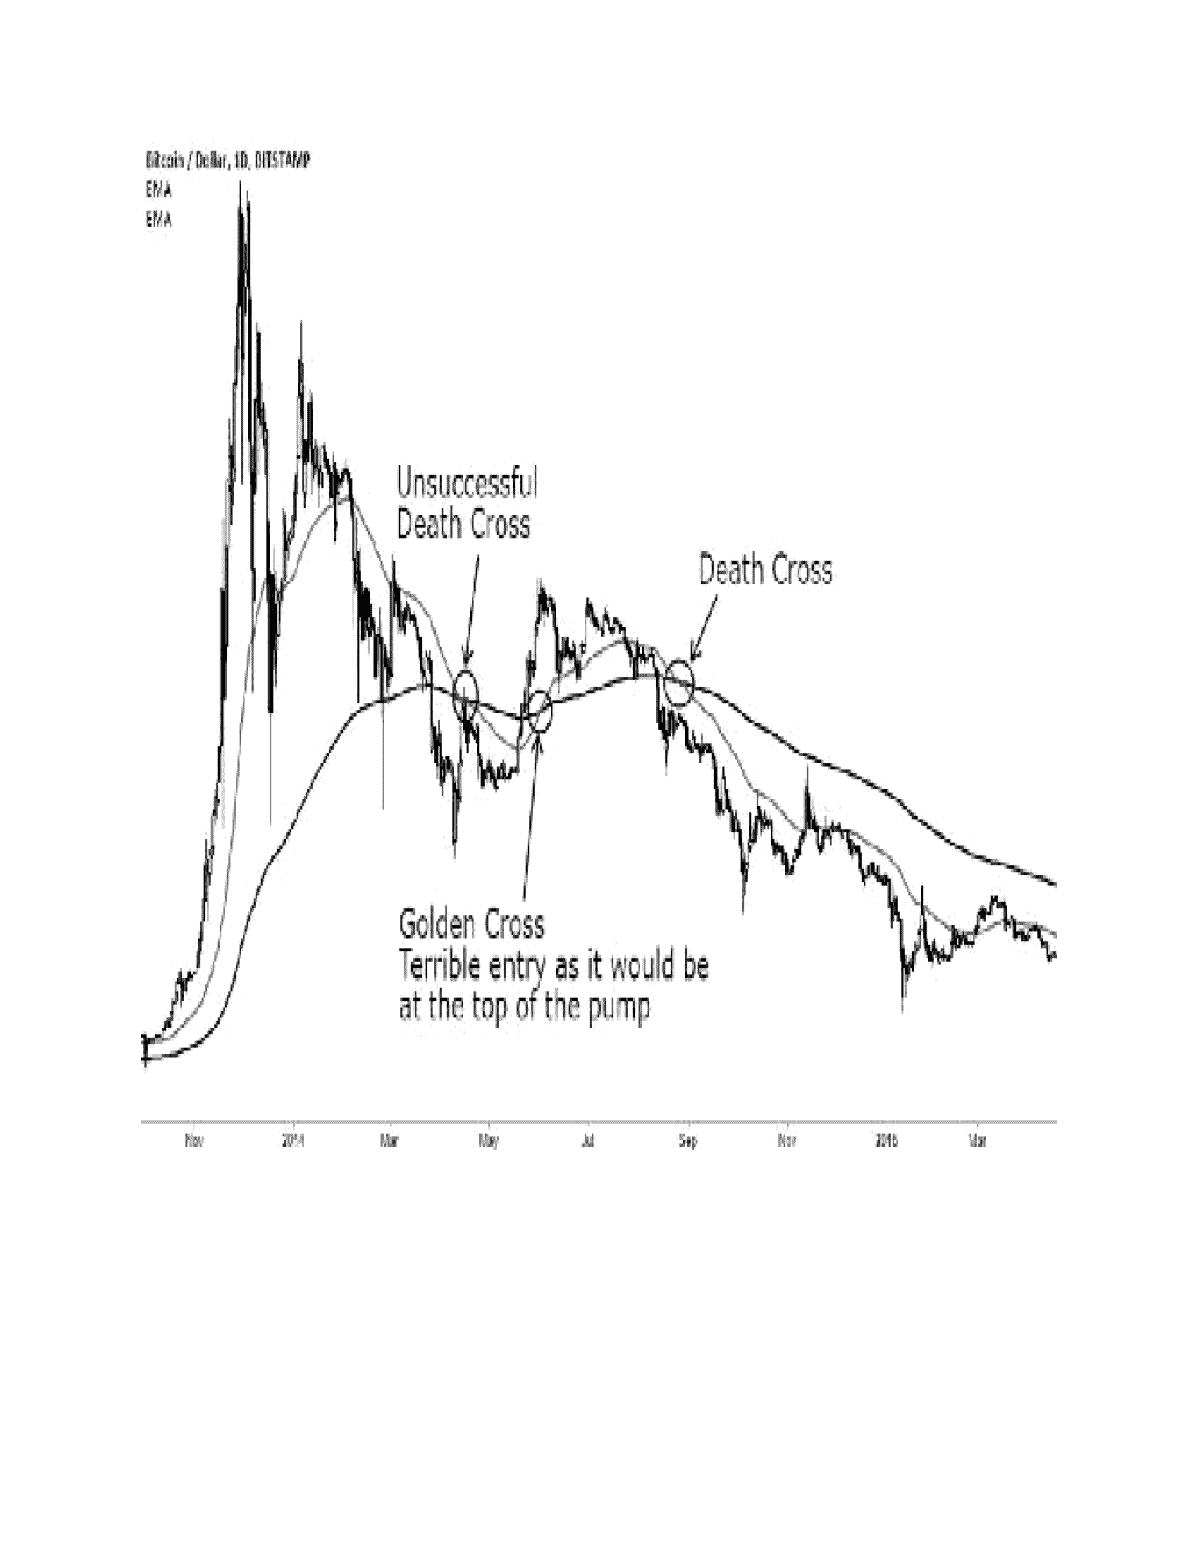 Bitcoin / Dollar, 1D, BITSTAMP
EMA
EMA
Unsuccessful
Death Cross
Death Cross
Golden Cross
Terrible entry as it would be
at the top of the pump
Nov 2014 Mar May Jul Sep Nov 2015 Mar